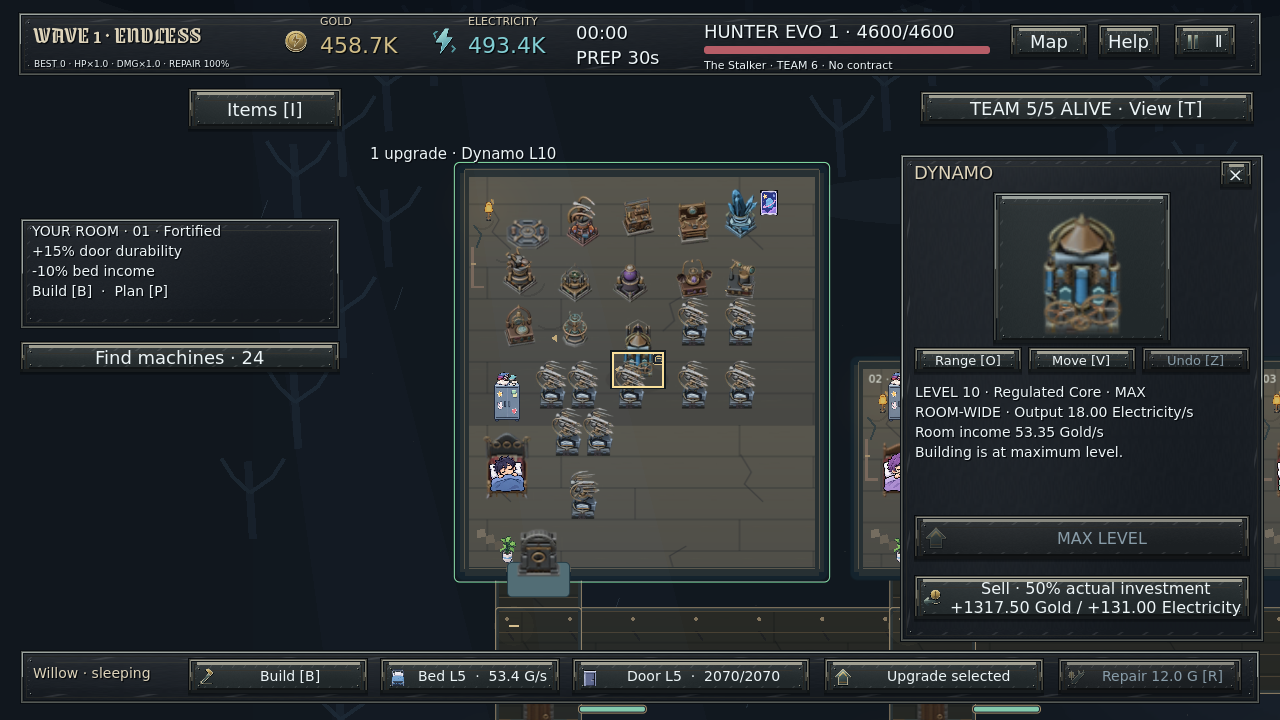 WAVE 1 · ENDLESS
BEST 0 · HP×1.0 · DMG×1.0 · REPAIR 100%
GOLD
458.7K
ELECTRICITY
493.4K
00:00
PREP 30s
HUNTER EVO 1 · 4600/4600
The Stalker · TEAM 6 · No contract
Map
Help
Items [I]
TEAM 5/5 ALIVE · View [T]
1 upgrade · Dynamo L10
YOUR ROOM · 01 · Fortified
+15% door durability
-10% bed income
Build [B] · Plan [P]
Find machines · 24
02
03
DYNAMO
Range [O]
Move [V]
Undo [Z]
LEVEL 10 · Regulated Core · MAX
ROOM-WIDE · Output 18.00 Electricity/s
Room income 53.35 Gold/s
Building is at maximum level.
MAX LEVEL
Sell · 50% actual investment
+1317.50 Gold / +131.00 Electricity
Willow · sleeping
Build [B]
Bed L5 · 53.4 G/s
Door L5 · 2070/2070
Upgrade selected
Repair 12.0 G [R]